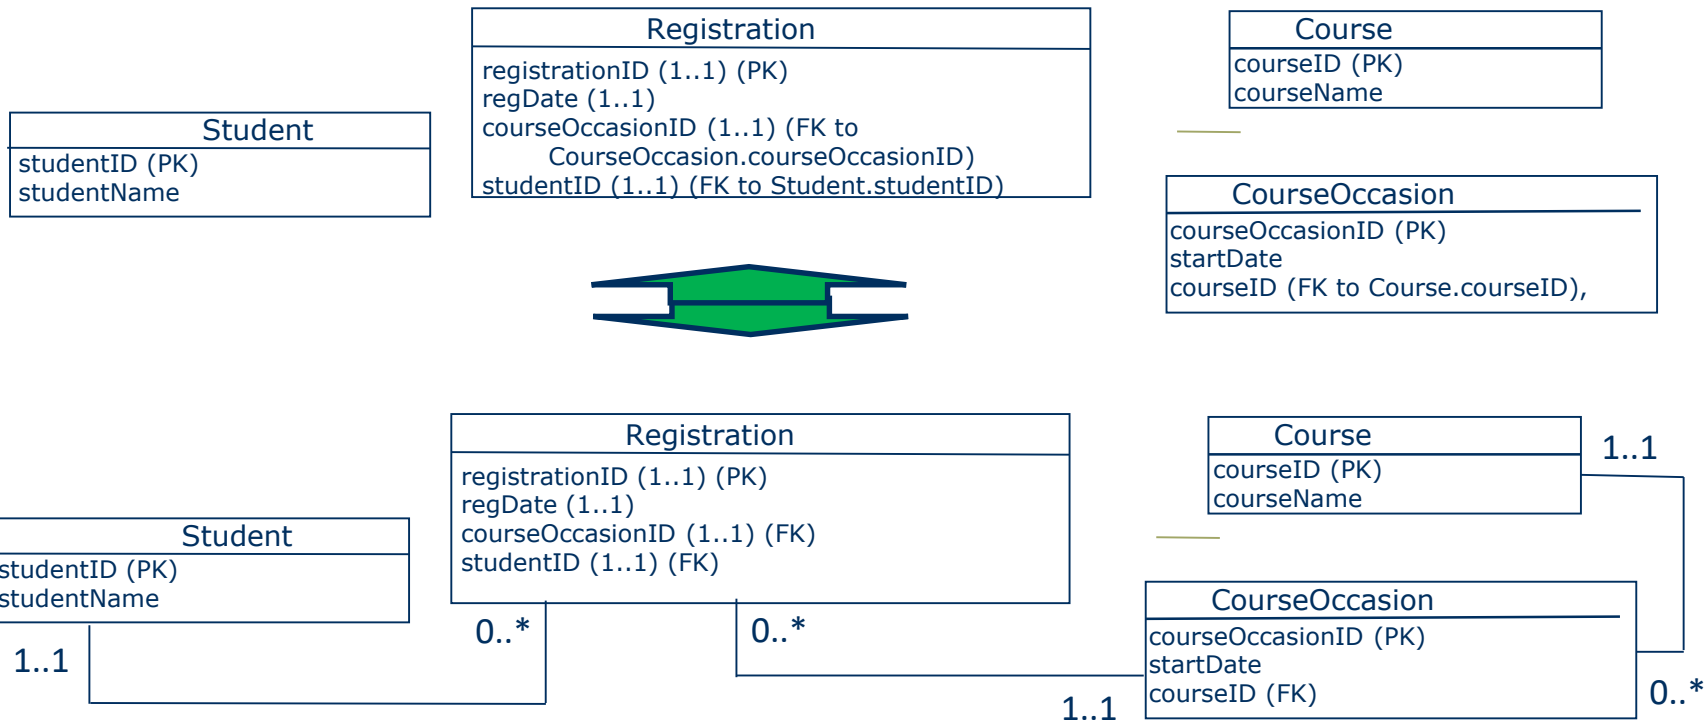 Registration
registrationID (1..1) (PK)
regDate (1..1)
courseOccasionID (1..1) (FK to
CourseOccasion.courseOccasionID)
studentID (1..1) (FK to Student.studentID)
Course
courseID (PK)
courseName
Student
studentID (PK)
studentName
CourseOccasion
courseOccasionID (PK)
startDate
courseID (FK to Course.courseID),
Registration
registrationID (1..1) (PK)
regDate (1..1)
courseOccasionID (1..1) (FK)
studentID (1..1) (FK)
Course
courseID (PK)
courseName
1..1
Student
studentID (PK)
studentName
CourseOccasion
courseOccasionID (PK)
startDate
courseID (FK)
0..*
0..*
1..1
1..1
0..*